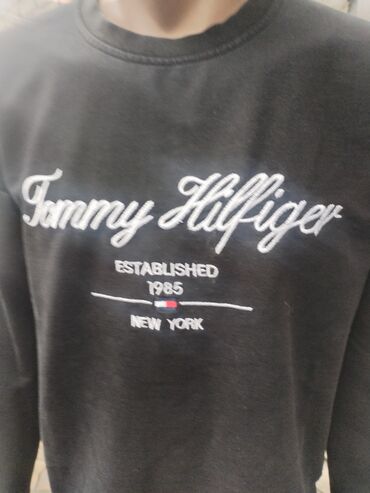 Tommy Hilfiger
ESTABLISHED
1985
NEW YORK